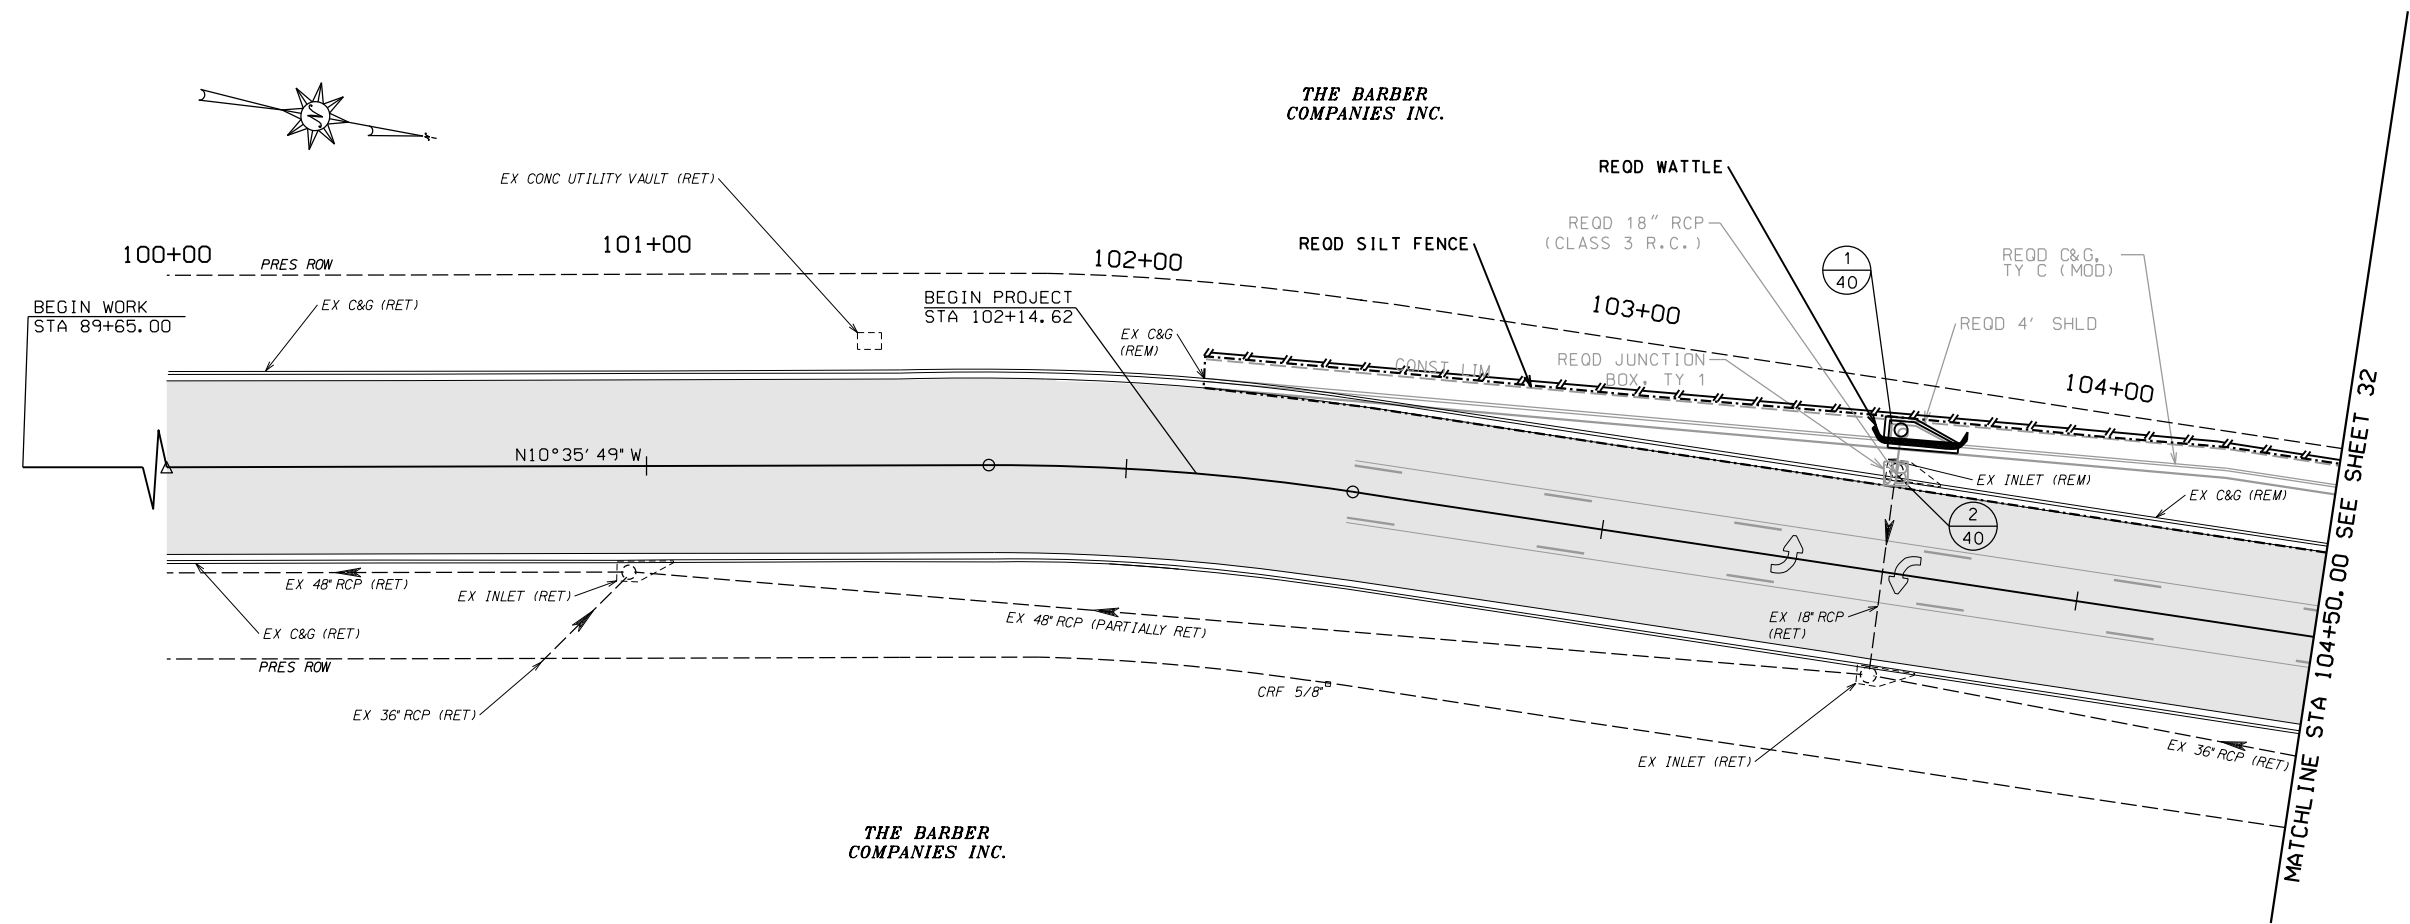 THE BARBER
COMPANIES INC.
N
REQD WATTLE
EX CONC UTILITY VAULT (RET)
REQD 18" RCP
(CLASS 3 R.C.)
REQD SILT FENCE
100+00
101+00
102+00
103+00
104+00
PRES ROW
1
40
REQD C&G,
TY C (MOD)
BEGIN WORK
STA 89+65.00
EX C&G (RET)
BEGIN PROJECT
STA 102+14.62
EX C&G
(REM)
CONST LIM
REQD JUNCTION
BOX, TY 1
REQD 4' SHLD
N10°35'49" W
EX INLET (REM)
EX C&G (REM)
2
40
EX 48" RCP (RET)
EX INLET (RET)
EX C&G (RET)
EX 48" RCP (PARTIALLY RET)
EX 18" RCP
(RET)
PRES ROW
EX 36" RCP (RET)
CRF 5/8"
EX INLET (RET)
EX 36" RCP (RET)
THE BARBER
COMPANIES INC.
MATCHLINE STA 104+50.00 SEE SHEET 32